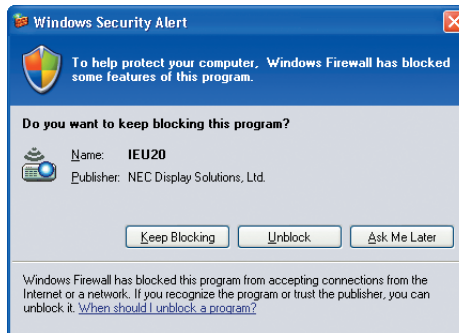 Windows Security Alert
To help protect your computer, Windows Firewall has blocked
some features of this program.
Do you want to keep blocking this program?
Name: IEU20
Publisher: NEC Display Solutions, Ltd.
Keep Blocking Unblock Ask Me Later
Windows Firewall has blocked this program from accepting connections from the
Internet or a network. If you recognize the program or trust the publisher, you can
unblock it. When should I unblock a program?